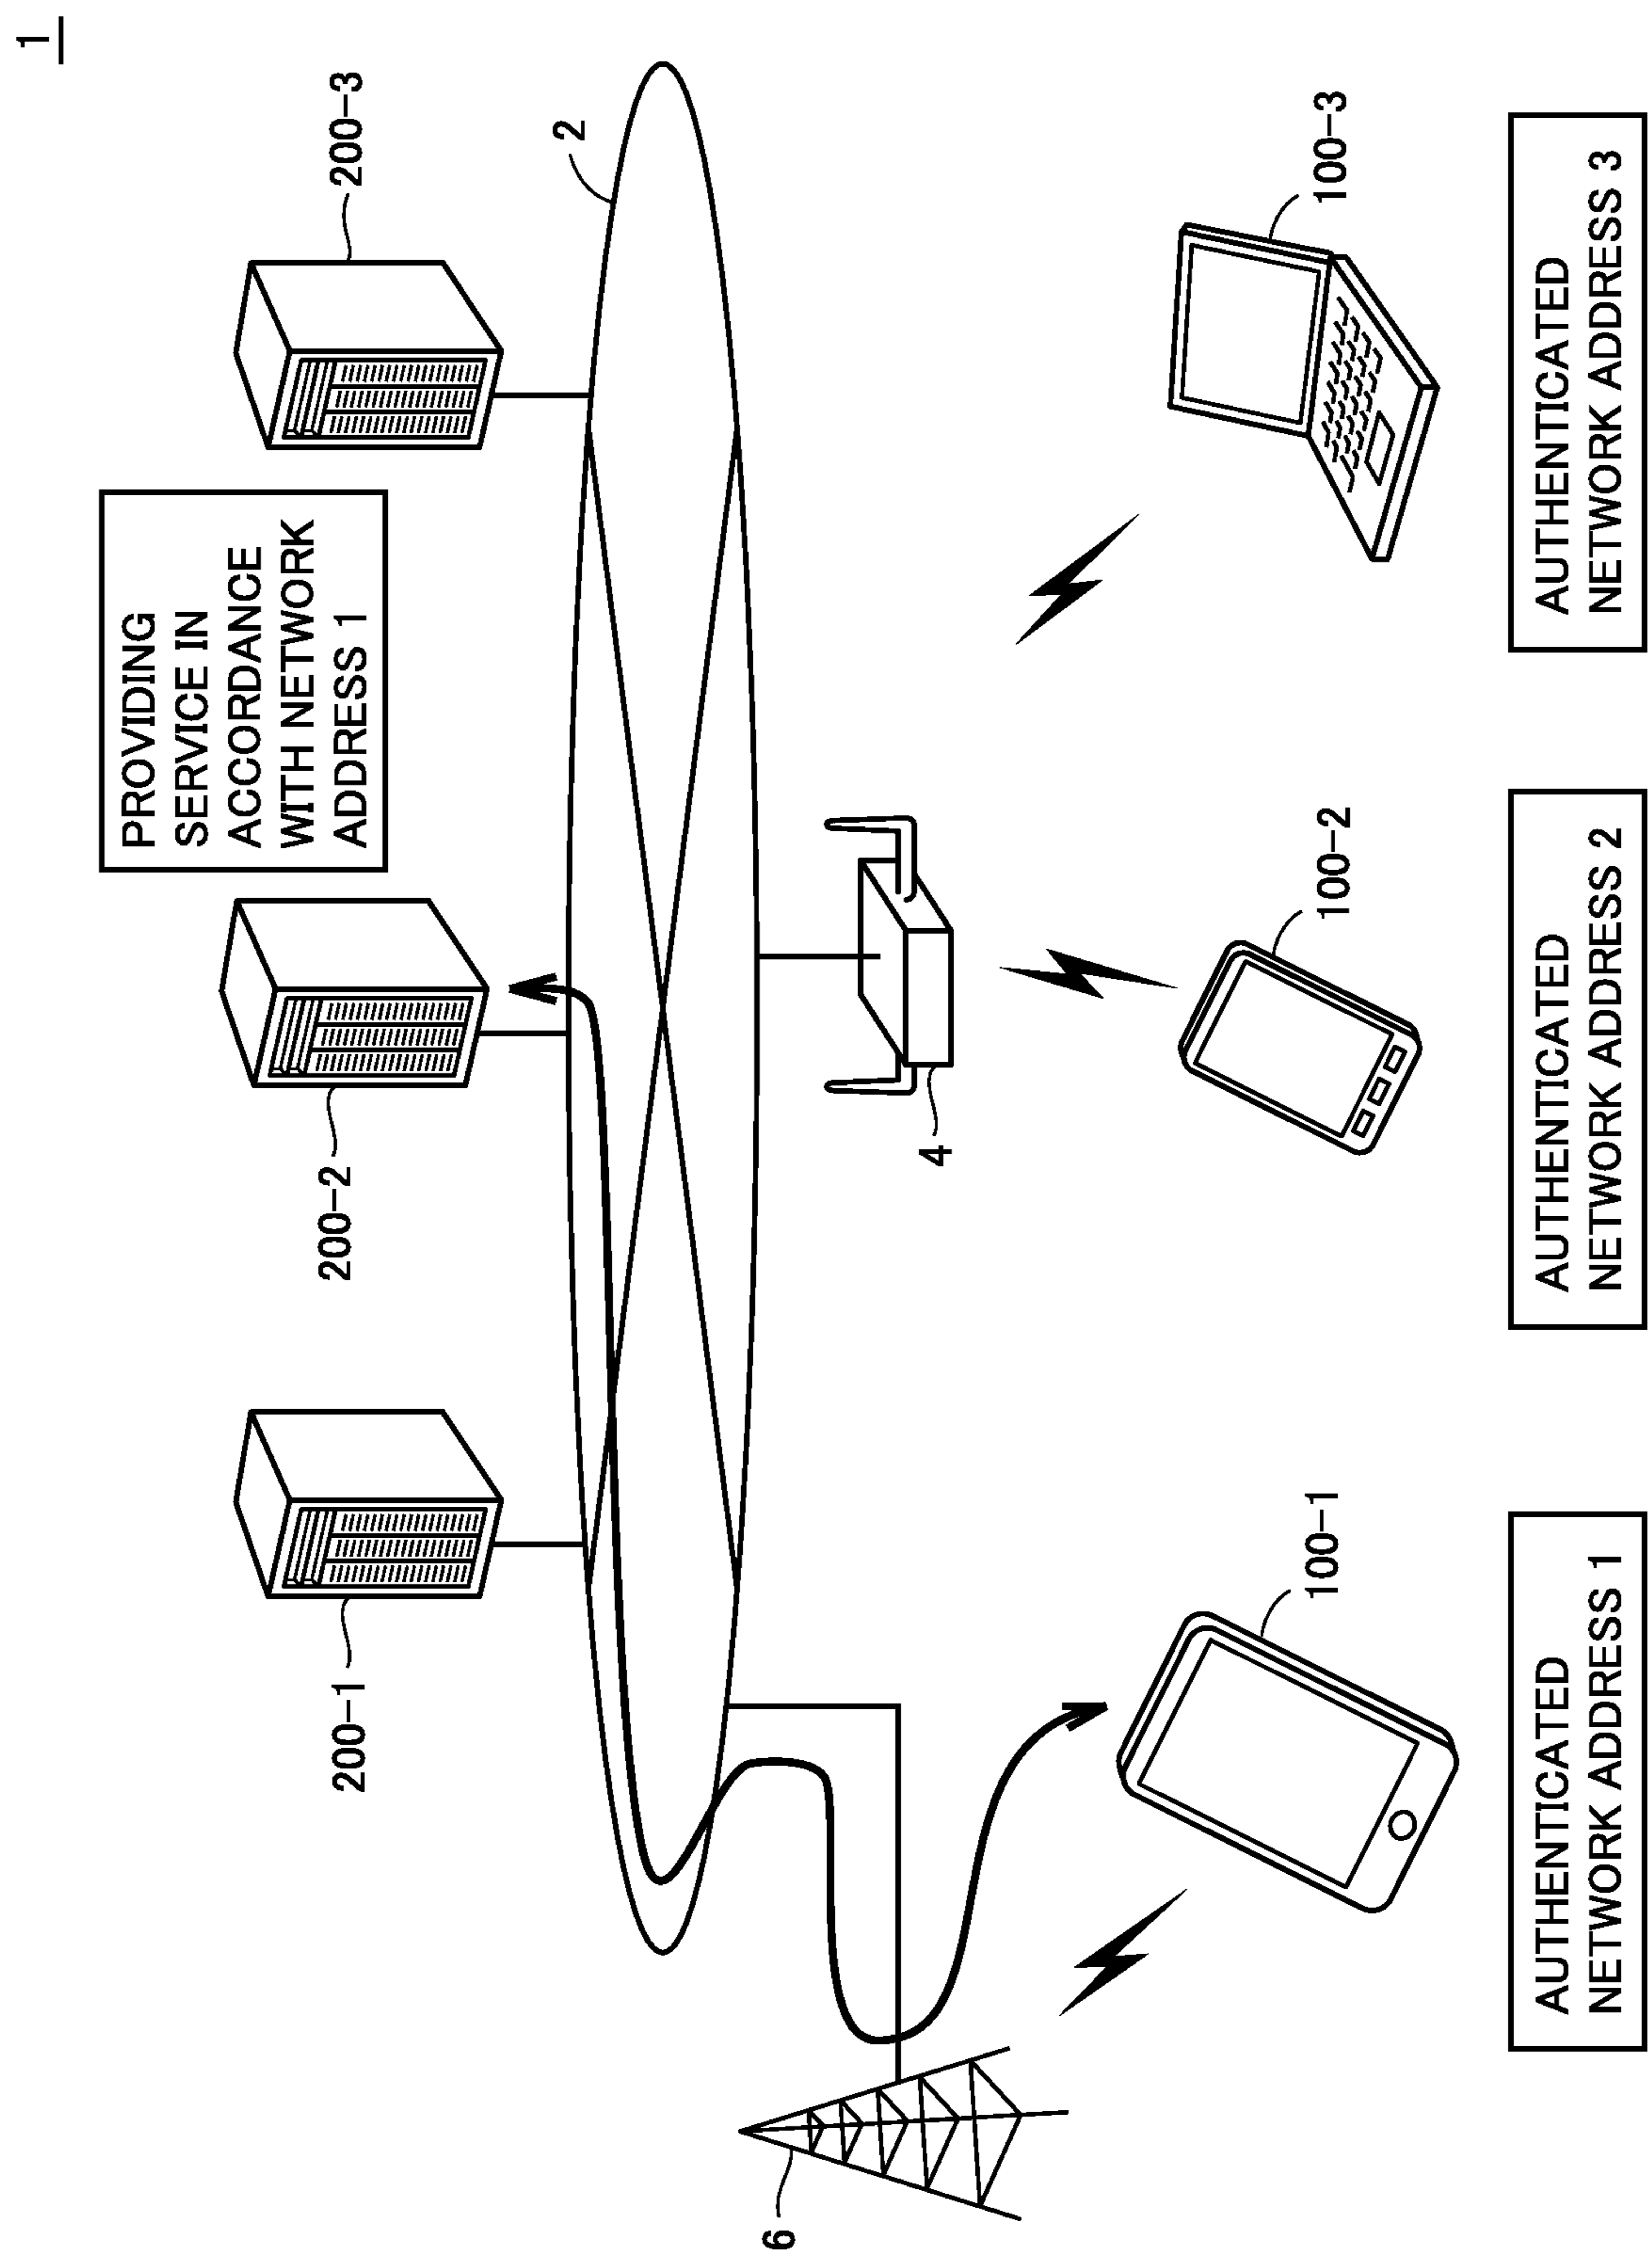 1
PROVIDING
SERVICE IN
ACCORDANCE
WITH NETWORK
ADDRESS 1
200-1
200-2
200-3
2
4
6
100-1
100-2
100-3
AUTHENTICATED
NETWORK ADDRESS 1
AUTHENTICATED
NETWORK ADDRESS 2
AUTHENTICATED
NETWORK ADDRESS 3